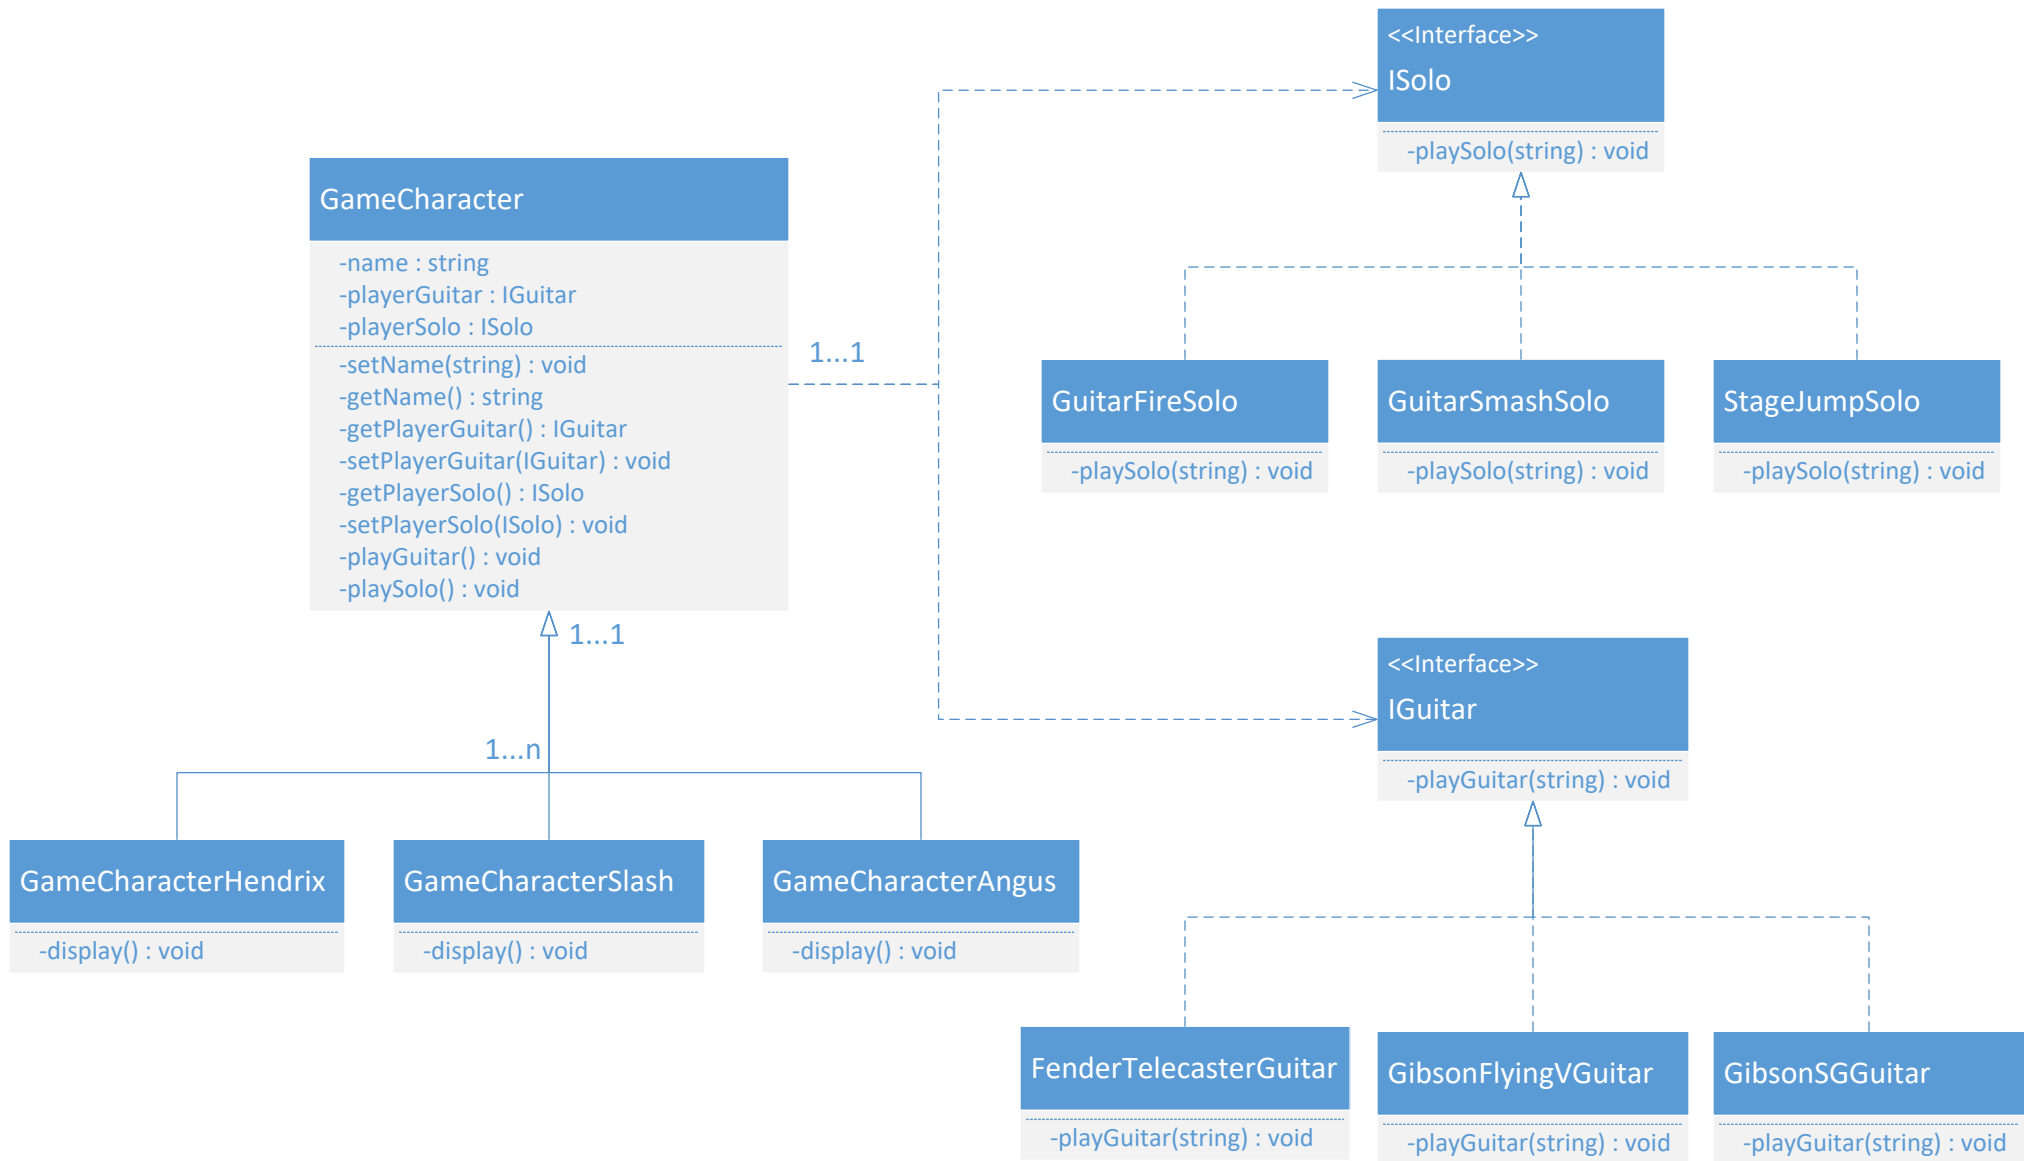 <<Interface>>
ISolo
-playSolo(string) : void
GameCharacter
-name : string
-playerGuitar : IGuitar
-playerSolo : ISolo
-setName(string) : void
-getName() : string
-getPlayerGuitar() : IGuitar
-setPlayerGuitar(IGuitar) : void
-getPlayerSolo() : ISolo
-setPlayerSolo(ISolo) : void
-playGuitar() : void
-playSolo() : void
1...1
GuitarFireSolo
-playSolo(string) : void
GuitarSmashSolo
-playSolo(string) : void
StageJumpSolo
-playSolo(string) : void
1...1
1...n
<<Interface>>
IGuitar
-playGuitar(string) : void
GameCharacterHendrix
-display() : void
GameCharacterSlash
-display() : void
GameCharacterAngus
-display() : void
FenderTelecasterGuitar
-playGuitar(string) : void
GibsonFlyingVGuitar
-playGuitar(string) : void
GibsonSGGuitar
-playGuitar(string) : void